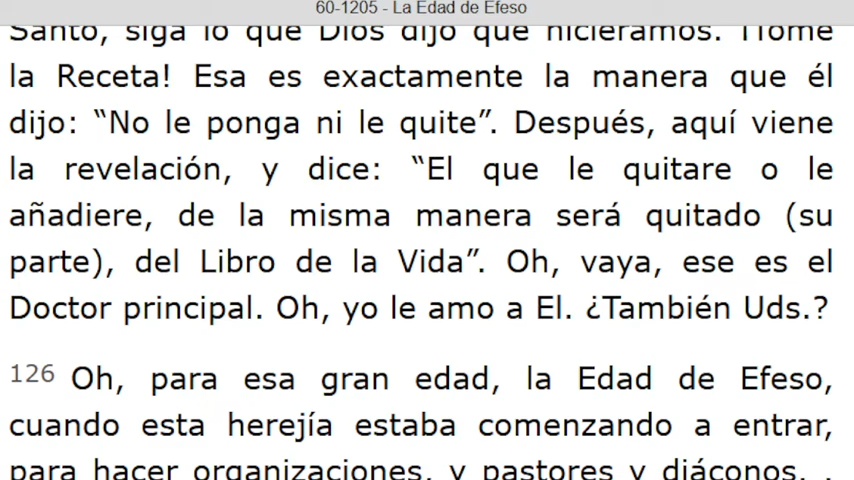 60-1205 - La Edad de Efeso
Santo, siga lo que Dios dijo que hiciéramos. ¡Tome
la Receta! Esa es exactamente la manera que él
dijo: “No le ponga ni le quite”. Después, aquí viene
la revelación, y dice: “El que le quitare o le
añadiere, de la misma manera será quitado (su
parte), del Libro de la Vida”. Oh, vaya, ese es el
Doctor principal. Oh, yo le amo a El. ¿También Uds.?
126 Oh, para esa gran edad, la Edad de Efeso,
cuando esta herejía estaba comenzando a entrar,
para hacer organizaciones, y pastores y diáconos, .